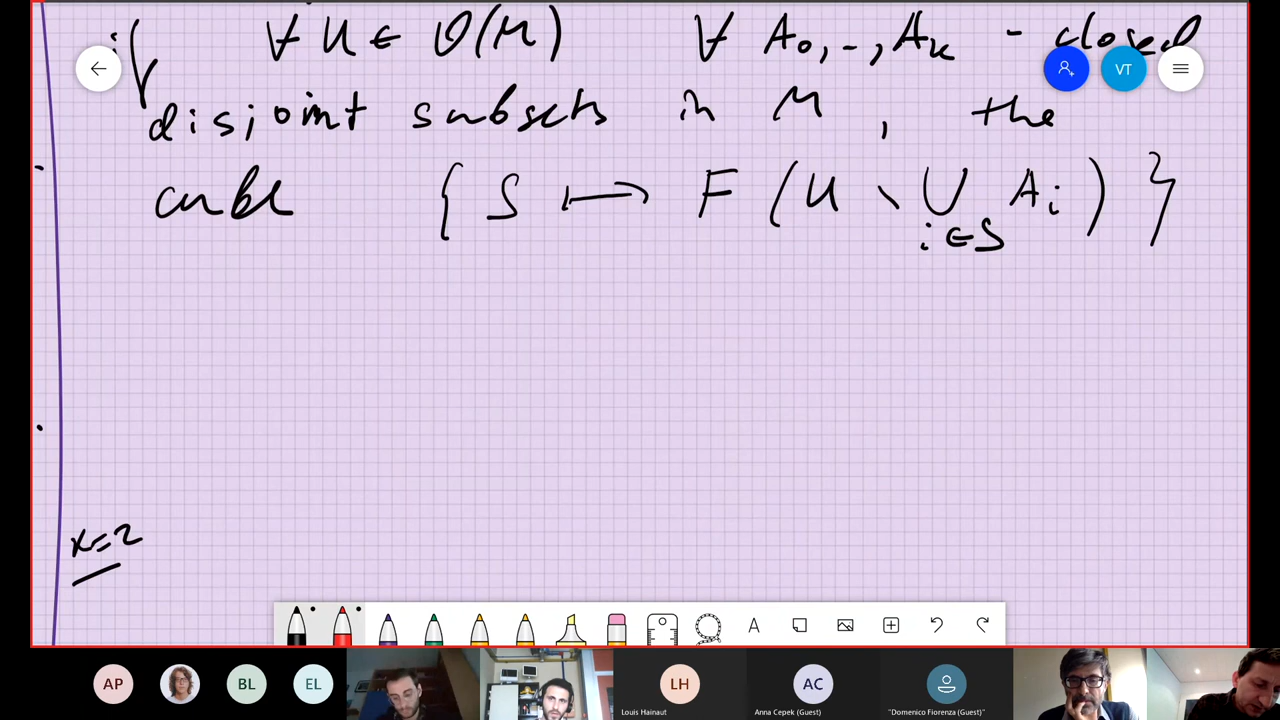 if ∀ U ∈ O(M) ∀ A₀, .., Aₖ - closed
VT
disjoint subsets in M, the
cube { S ⟼ F ( U \ ⋃ Aᵢ ) }
i ∈ S
k=2
A
AP
BL
EL
LH
AC
Louis Hainaut
Anna Cepek (Guest)
"Domenico Fiorenza (Guest)"